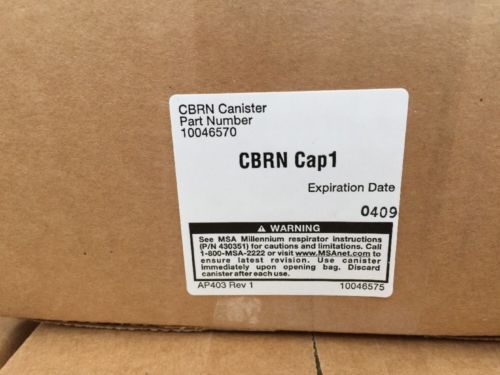 CBRN Canister
Part Number
10046570
CBRN Cap1
Expiration Date
0409
⚠ WARNING
See MSA Millennium respirator instructions
(P/N 430351) for cautions and limitations. Call
1-800-MSA-2222 or visit www.MSAnet.com to
ensure latest revision. Use canister
immediately upon opening bag. Discard
canister after each use.
AP403 Rev 1 10046575